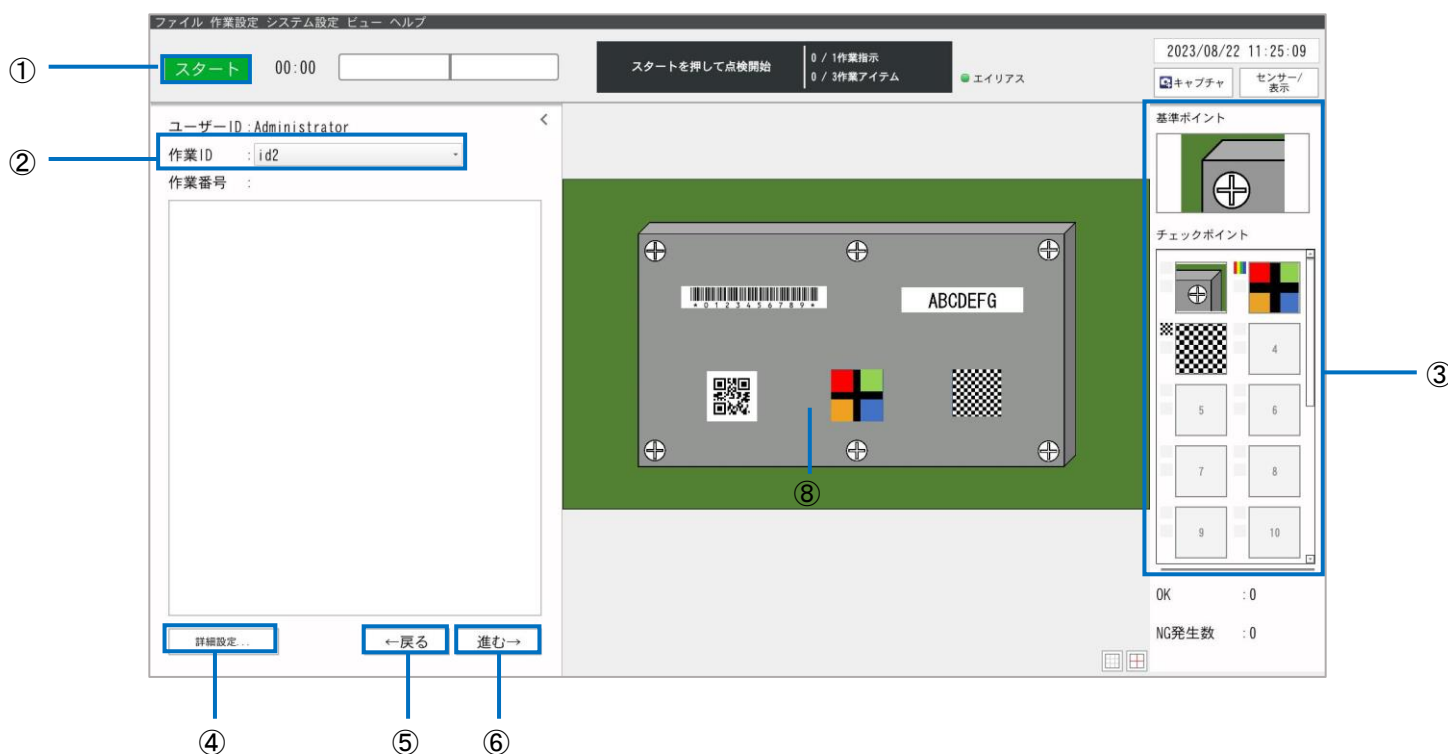 ファイル 作業設定 システム設定 ビュー ヘルプ
① スタート 00:00
スタートを押して点検開始
0 / 1作業指示
0 / 3作業アイテム
エイリアス
2023/08/22 11:25:09
キャプチャ
センサー/
表示
ユーザーID:Administrator
<
② 作業ID :id2
作業番号 :
基準ポイント
チェックポイント
4
5 6
7 8
9 10
③
*0123456789*
ABCDEFG
⑧
OK :0
NG発生数 :0
詳細設定...
←戻る
進む→
④ ⑤ ⑥